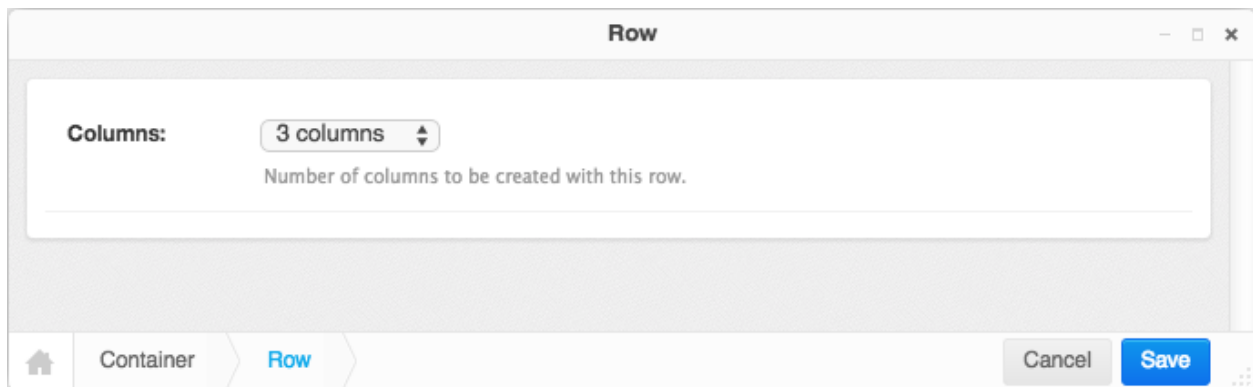 Row
Columns: 3 columns
Number of columns to be created with this row.
Container Row Cancel Save